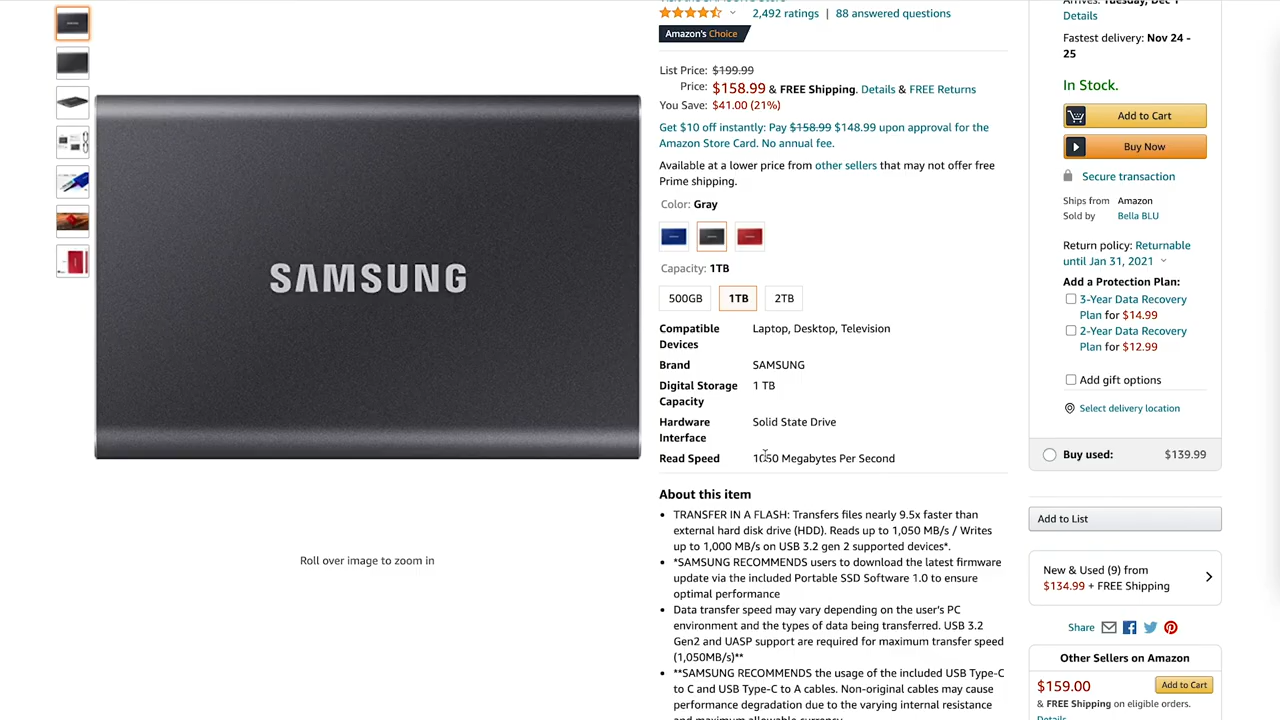 SAMSUNG
Roll over image to zoom in
2,492 ratings | 88 answered questions
Amazon's Choice
List Price: $199.99
Price: $158.99 & FREE Shipping. Details & FREE Returns
You Save: $41.00 (21%)
Get $10 off instantly: Pay $158.99 $148.99 upon approval for the
Amazon Store Card. No annual fee.
Available at a lower price from other sellers that may not offer free
Prime shipping.
Color: Gray
Capacity: 1TB
500GB 1TB 2TB
Compatible Laptop, Desktop, Television
Devices
Brand SAMSUNG
Digital Storage 1 TB
Capacity
Hardware Solid State Drive
Interface
Read Speed 1050 Megabytes Per Second
About this item
• TRANSFER IN A FLASH: Transfers files nearly 9.5x faster than
external hard disk drive (HDD). Reads up to 1,050 MB/s / Writes
up to 1,000 MB/s on USB 3.2 gen 2 supported devices*.
• *SAMSUNG RECOMMENDS users to download the latest firmware
update via the included Portable SSD Software 1.0 to ensure
optimal performance
• Data transfer speed may vary depending on the user's PC
environment and the types of data being transferred. USB 3.2
Gen2 and UASP support are required for maximum transfer speed
(1,050MB/s)**
• **SAMSUNG RECOMMENDS the usage of the included USB Type-C
to C and USB Type-C to A cables. Non-original cables may cause
performance degradation due to the varying internal resistance
and maximum allowable currency.
Arrives: Tuesday, Dec 1
Details
Fastest delivery: Nov 24 -
25
In Stock.
Add to Cart
Buy Now
Secure transaction
Ships from Amazon
Sold by Bella BLU
Return policy: Returnable
until Jan 31, 2021
Add a Protection Plan:
3-Year Data Recovery
Plan for $14.99
2-Year Data Recovery
Plan for $12.99
Add gift options
Select delivery location
Buy used: $139.99
Add to List
New & Used (9) from
$134.99 + FREE Shipping
Share
Other Sellers on Amazon
$159.00 Add to Cart
& FREE Shipping on eligible orders.
Details